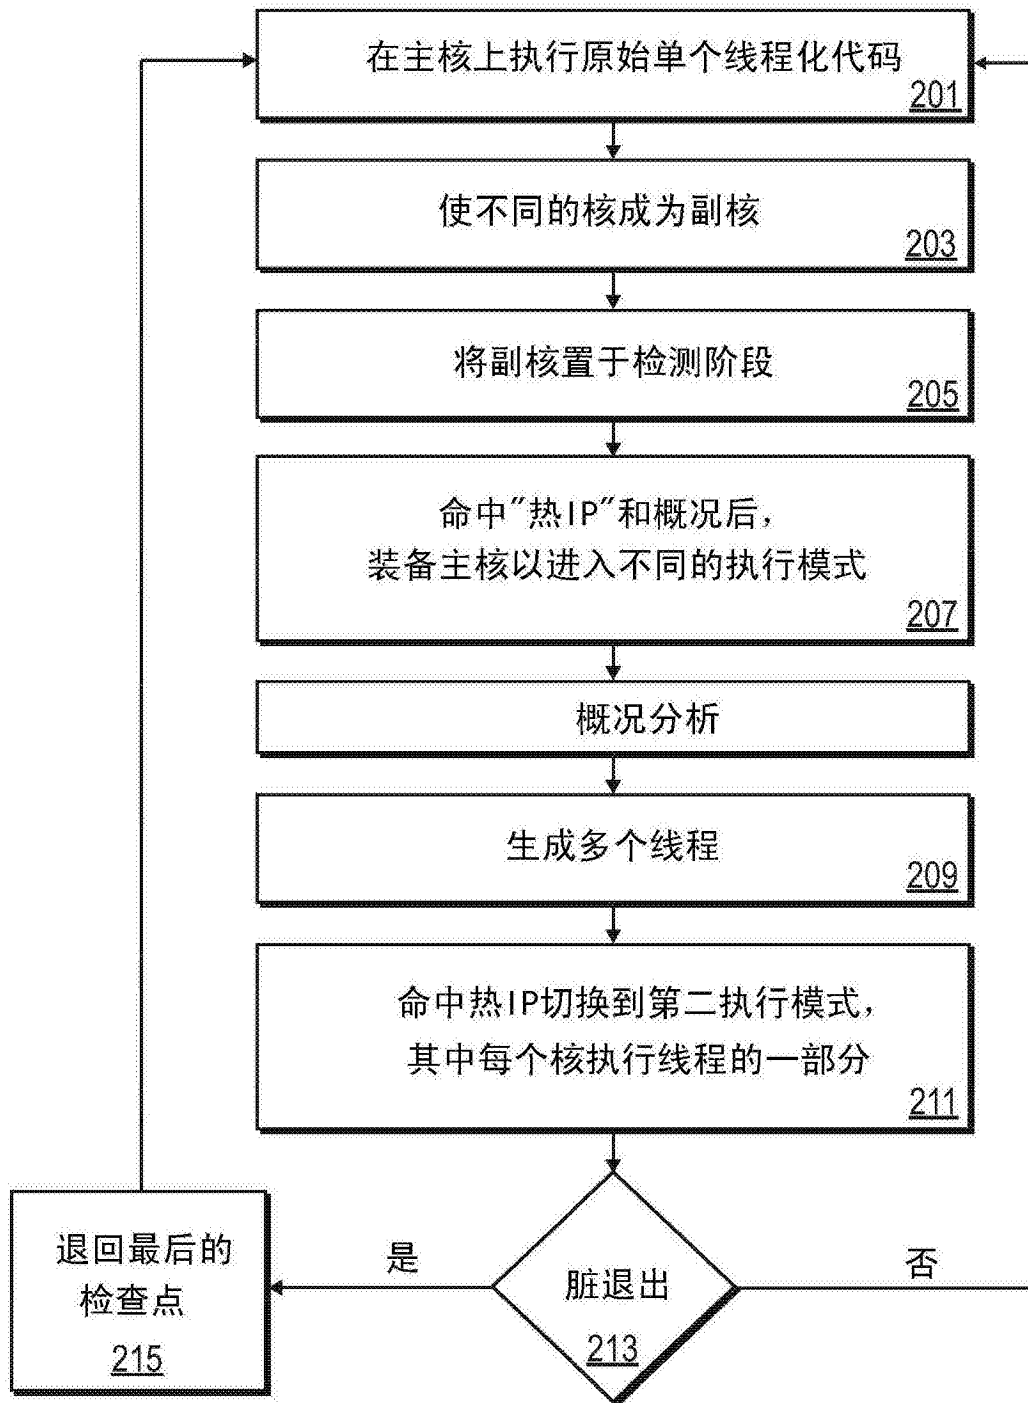 在主核上执行原始单个线程化代码
201
使不同的核成为副核
203
将副核置于检测阶段
205
命中"热IP"和概况后，
装备主核以进入不同的执行模式
207
概况分析
生成多个线程
209
命中热IP切换到第二执行模式，
其中每个核执行线程的一部分
211
脏退出
213
是
否
退回最后的
检查点
215